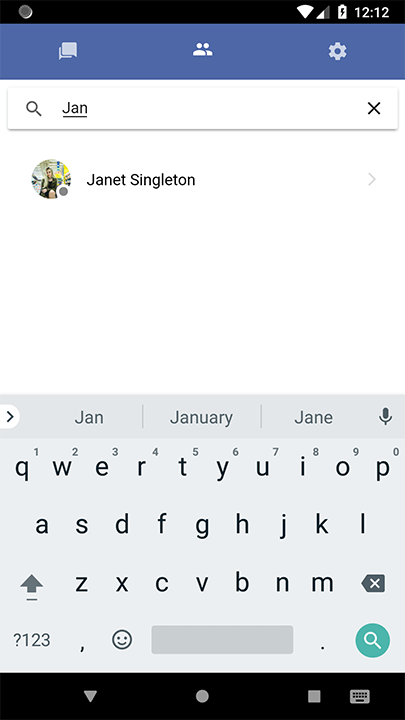 12:12
Jan
Janet Singleton
Jan January Jane
1 2 3 4 5 6 7 8 9 0
q w e r t y u i o p
a s d f g h j k l
z x c v b n m
?123 , .